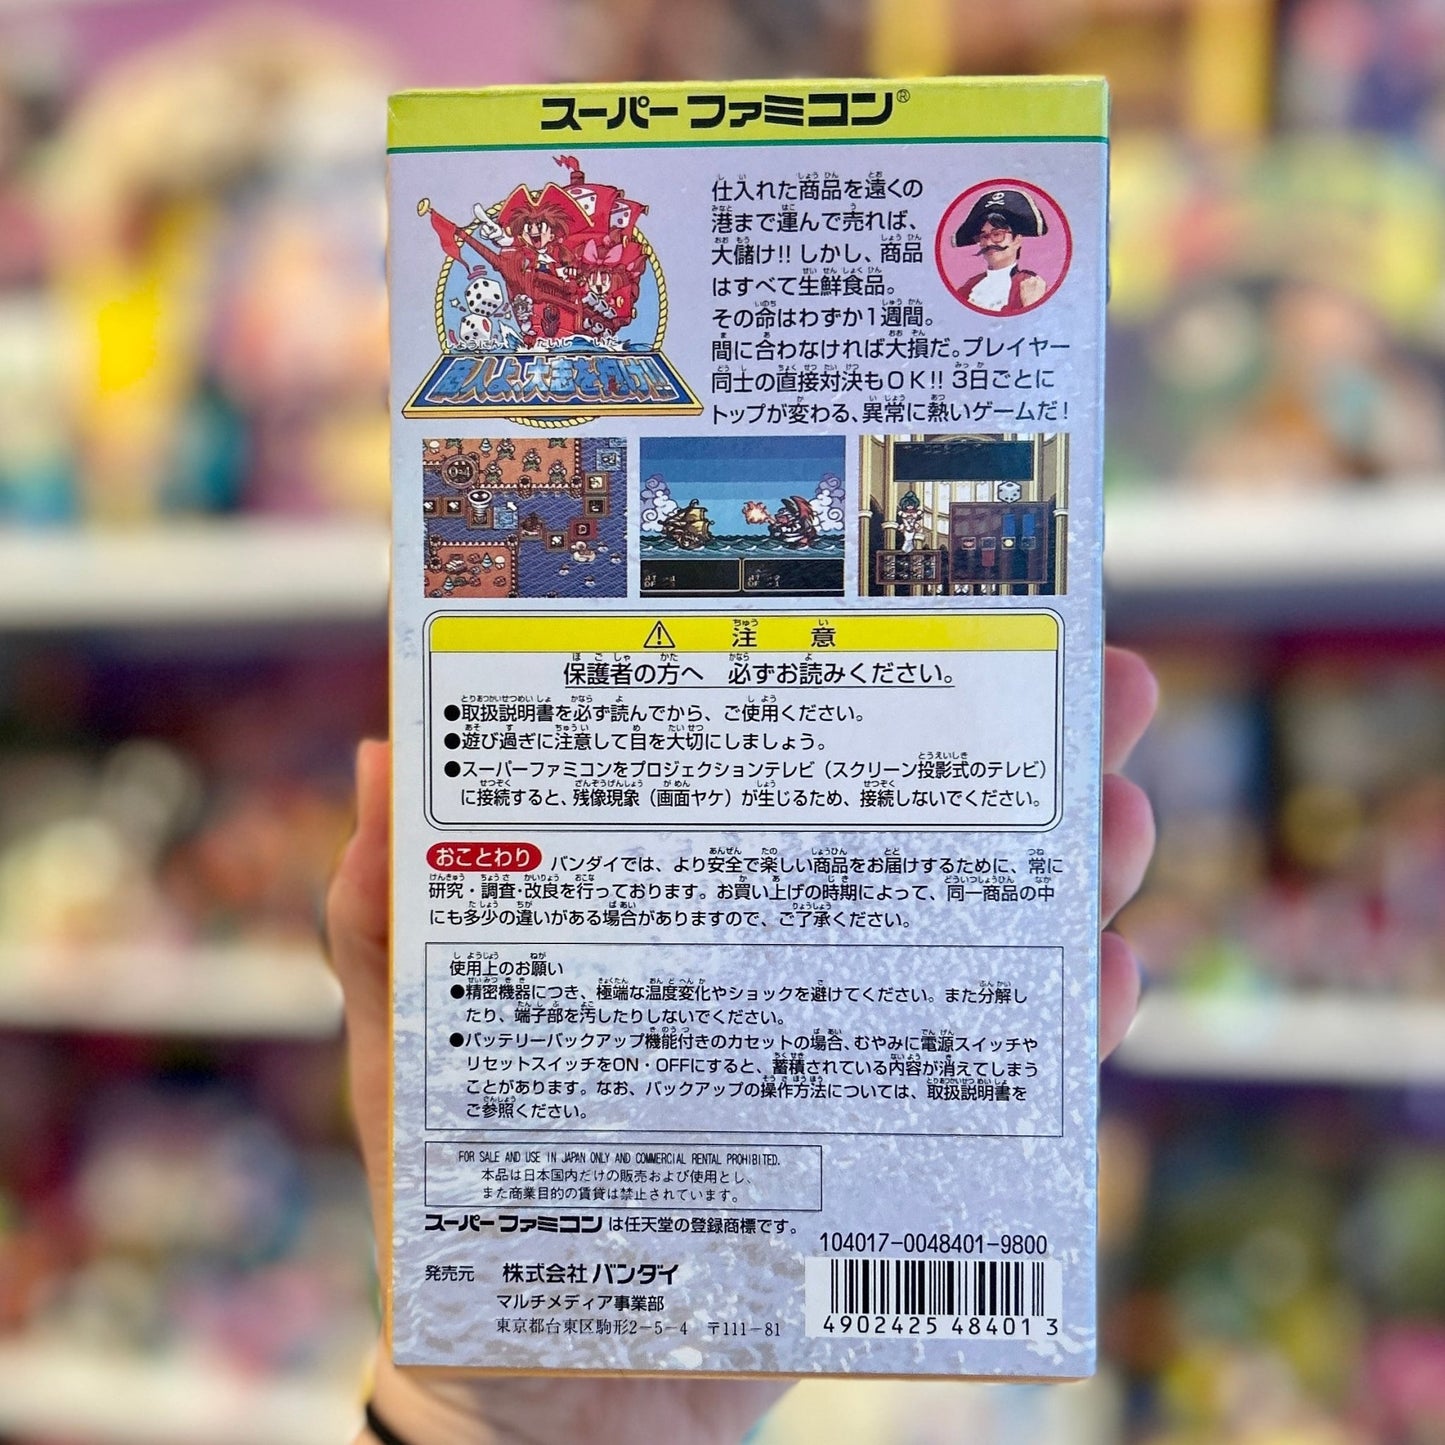 スーパーファミコン®
仕入れた商品を遠くの
港まで運んで売れば、
大儲け!! しかし、商品
はすべて生鮮食品。
その命はわずか1週間。
間に合わなければ大損だ。プレイヤー
同士の直接対決もOK!! 3日ごとに
トップが変わる、異常に熱いゲームだ!
しょうにん たいし いだ
商人よ、大志を抱け!!
注意
保護者の方へ 必ずお読みください。
●取扱説明書を必ず読んでから、ご使用ください。
●遊び過ぎに注意して目を大切にしましょう。
●スーパーファミコンをプロジェクションテレビ(スクリーン投影式のテレビ)
に接続すると、残像現象(画面ヤケ)が生じるため、接続しないでください。
おことわり バンダイでは、より安全で楽しい商品をお届けするために、常に
研究・調査・改良を行っております。お買い上げの時期によって、同一商品の中
にも多少の違いがある場合がありますので、ご了承ください。
使用上のお願い
●精密機器につき、極端な温度変化やショックを避けてください。また分解し
たり、端子部を汚したりしないでください。
●バッテリーバックアップ機能付きのカセットの場合、むやみに電源スイッチや
リセットスイッチをON・OFFにすると、蓄積されている内容が消えてしまう
ことがあります。なお、バックアップの操作方法については、取扱説明書を
ご参照ください。
FOR SALE AND USE IN JAPAN ONLY AND COMMERCIAL RENTAL PROHIBITED.
本品は日本国内だけの販売および使用とし、
また商業目的の賃貸は禁止されています。
スーパーファミコンは任天堂の登録商標です。
104017-0048401-9800
発売元 株式会社バンダイ
マルチメディア事業部
東京都台東区駒形2-5-4 〒111-81
4902425484013